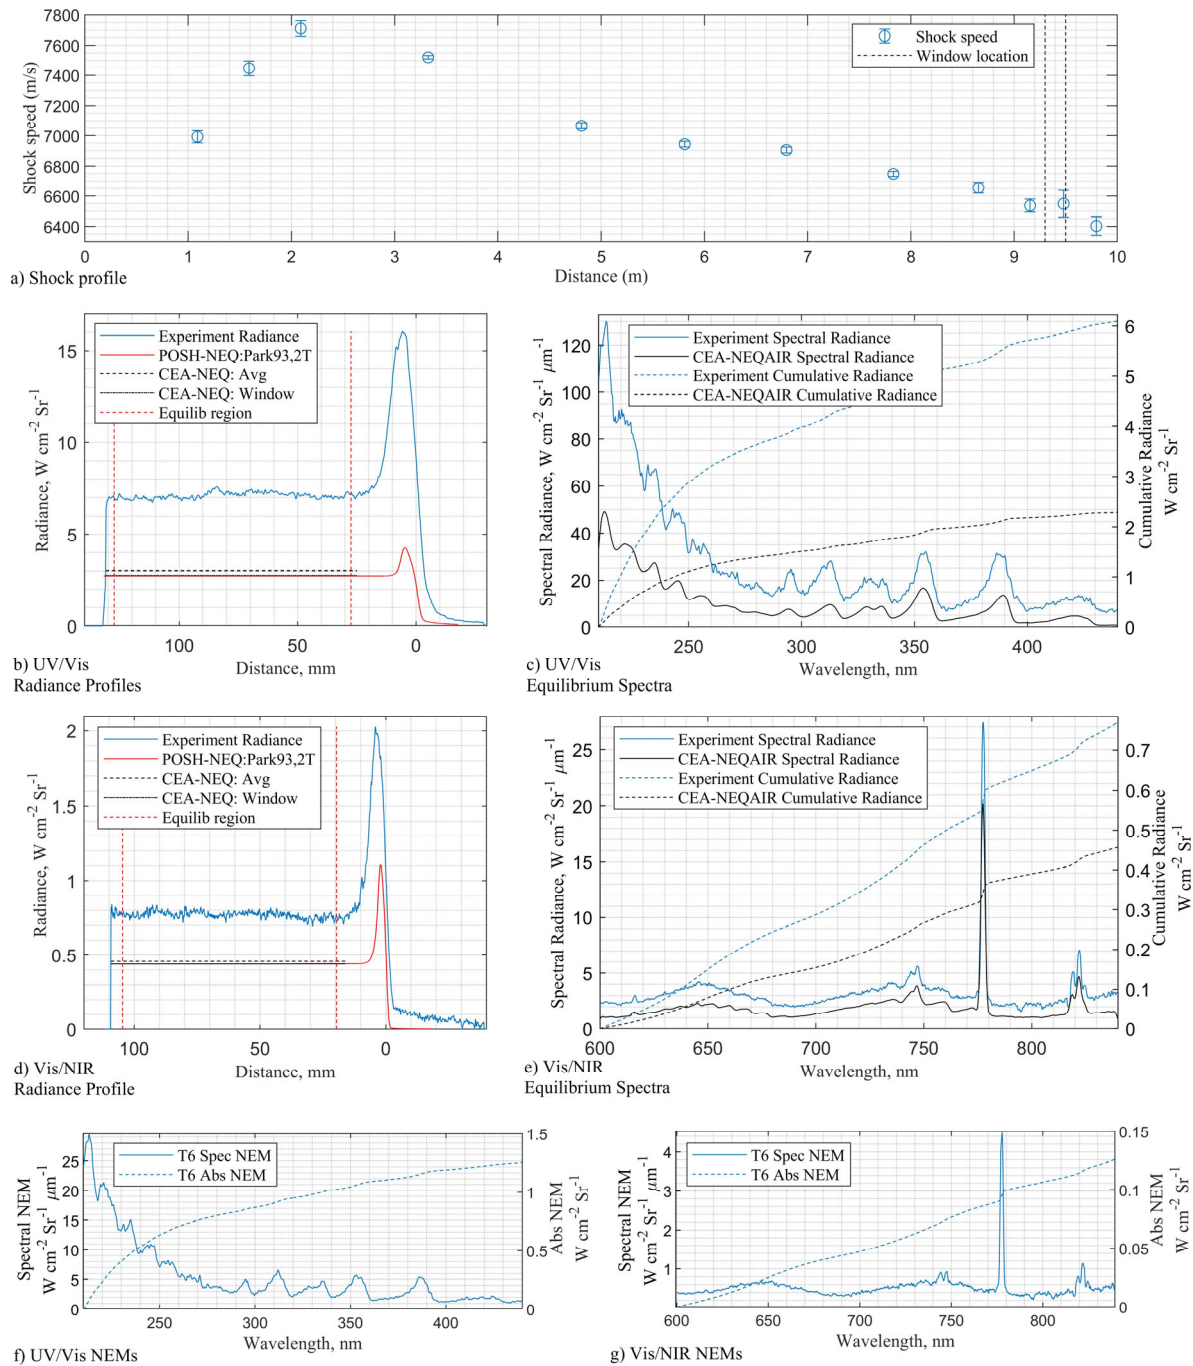 7800
7600
7400
7200
7000
6800
6600
6400
Shock speed (m/s)
Shock speed
Window location
0 1 2 3 4 5 6 7 8 9 10
a) Shock profile
Distance (m)
15
10
5
0
Radiance, W cm-2 Sr-1
Experiment Radiance
POSH-NEQ:Park93,2T
CEA-NEQ: Avg
CEA-NEQ: Window
Equilib region
100 50 0
Distance, mm
b) UV/Vis
Radiance Profiles
120
100
80
60
40
20
0
Spectral Radiance, W cm-2 Sr-1 μm-1
Experiment Spectral Radiance
CEA-NEQAIR Spectral Radiance
Experiment Cumulative Radiance
CEA-NEQAIR Cumulative Radiance
6
5
4
3
2
1
0
Cumulative Radiance
W cm-2 Sr-1
250 300 350 400
Wavelength, nm
c) UV/Vis
Equilibrium Spectra
2
1.5
1
0.5
0
Radiance, W cm-2 Sr-1
Experiment Radiance
POSH-NEQ:Park93,2T
CEA-NEQ: Avg
CEA-NEQ: Window
Equilib region
100 50 0
Distance, mm
d) Vis/NIR
Radiance Profile
25
20
15
10
5
0
Spectral Radiance, W cm-2 Sr-1 μm-1
Experiment Spectral Radiance
CEA-NEQAIR Spectral Radiance
Experiment Cumulative Radiance
CEA-NEQAIR Cumulative Radiance
0.7
0.6
0.5
0.4
0.3
0.2
0.1
0
Cumulative Radiance
W cm-2 Sr-1
600 650 700 750 800
Wavelength, nm
e) Vis/NIR
Equilibrium Spectra
25
20
15
10
5
0
Spectral NEM
W cm-2 Sr-1 μm-1
T6 Spec NEM
T6 Abs NEM
1.5
1
0.5
0
Abs NEM
W cm-2 Sr-1
250 300 350 400
Wavelength, nm
f) UV/Vis NEMs
4
3
2
1
Spectral NEM
W cm-2 Sr-1 μm-1
T6 Spec NEM
T6 Abs NEM
0.15
0.10
0.05
0
Abs NEM
W cm-2 Sr-1
600 650 700 750 800
Wavelength, nm
g) Vis/NIR NEMs